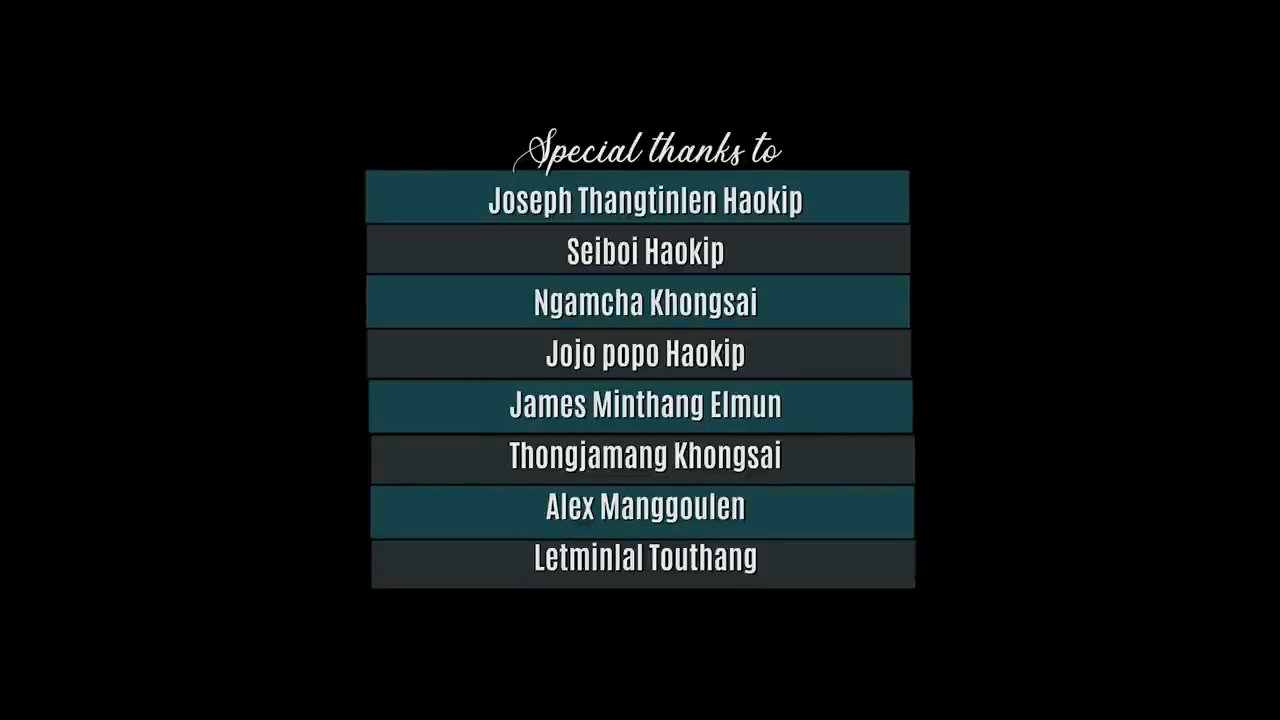 Special thanks to
Joseph Thangtinlen Haokip
Seiboi Haokip
Ngamcha Khongsai
Jojo popo Haokip
James Minthang Elmun
Thongjamang Khongsai
Alex Manggoulen
Letminlal Touthang